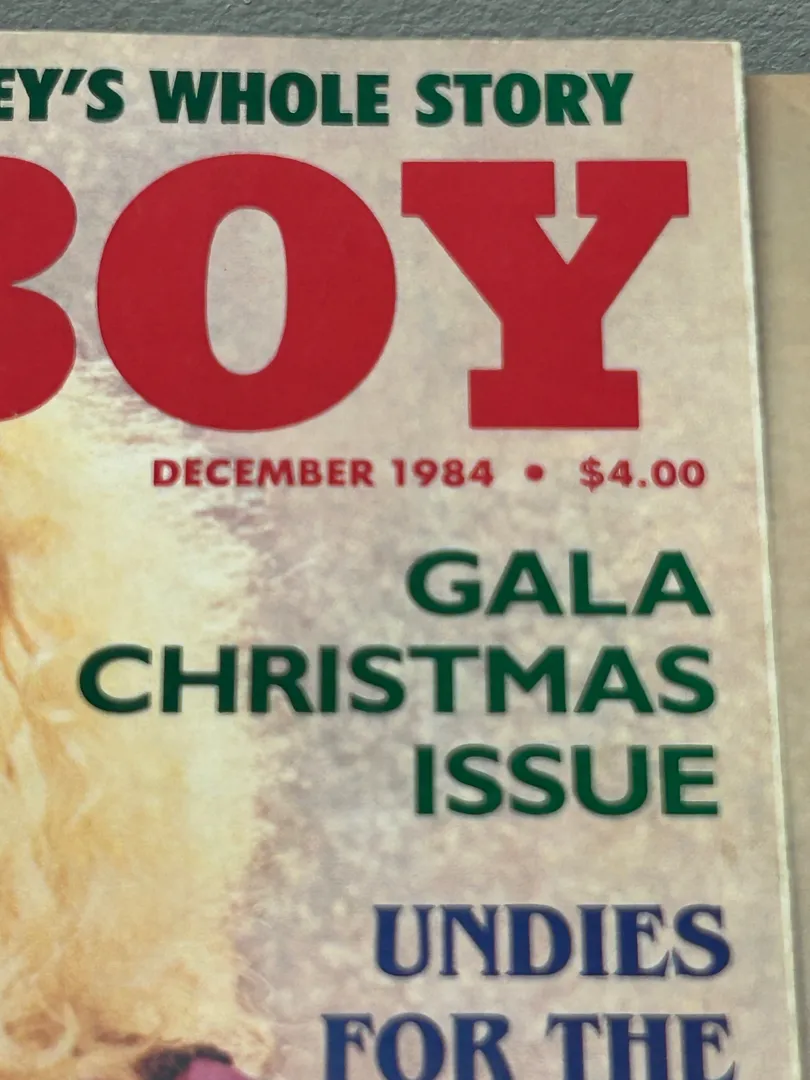 EY'S WHOLE STORY
BOY
DECEMBER 1984 • $4.00
GALA
CHRISTMAS
ISSUE
UNDIES
FOR THE